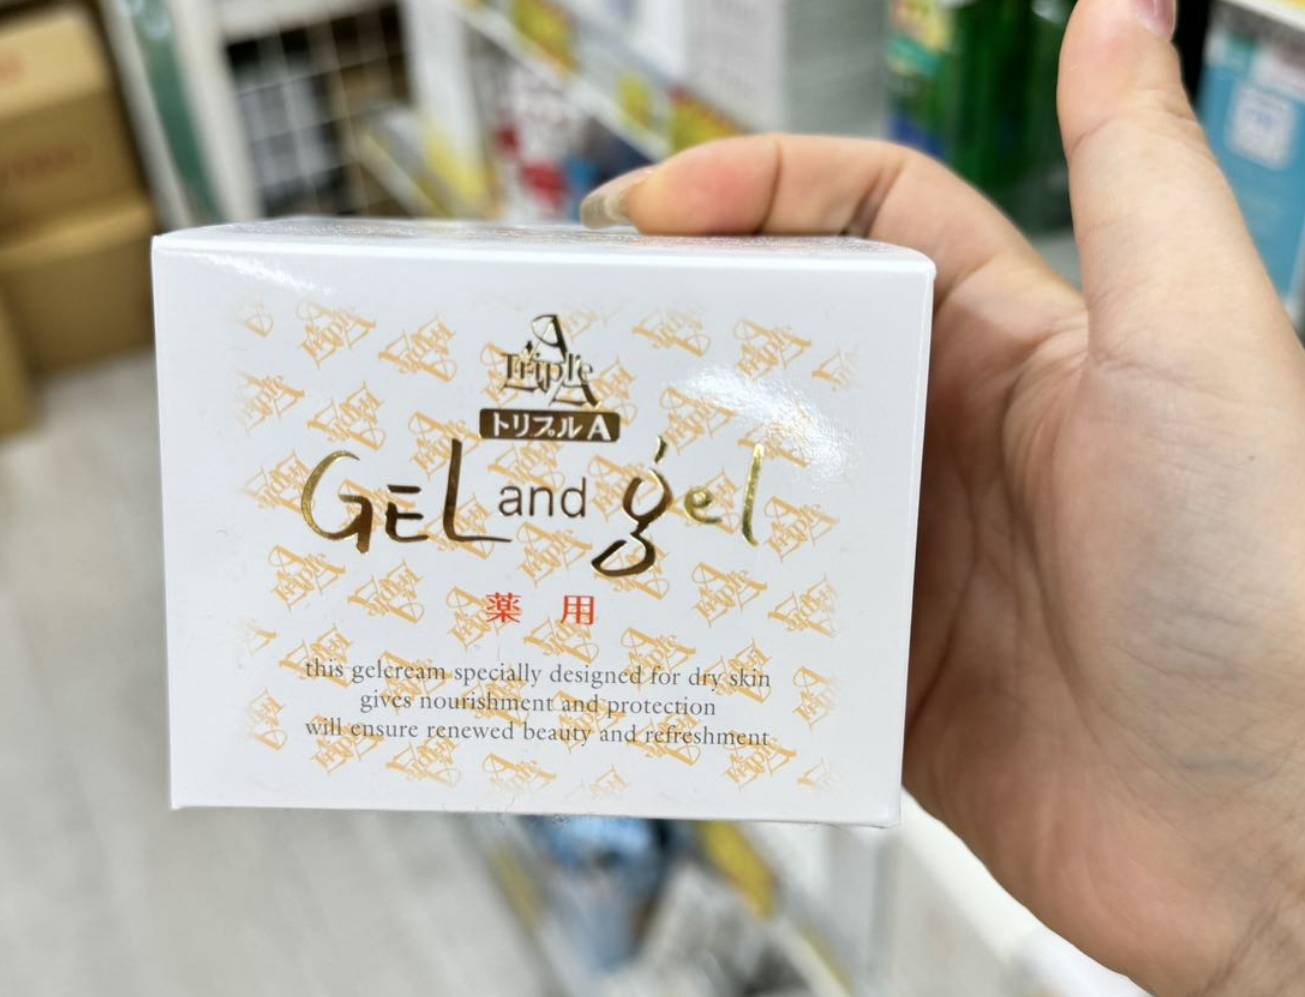 A
Triple
A
トリプルA
GEL and gel
薬用
this gelcream specially designed for dry skin
gives nourishment and protection
will ensure renewed beauty and refreshment